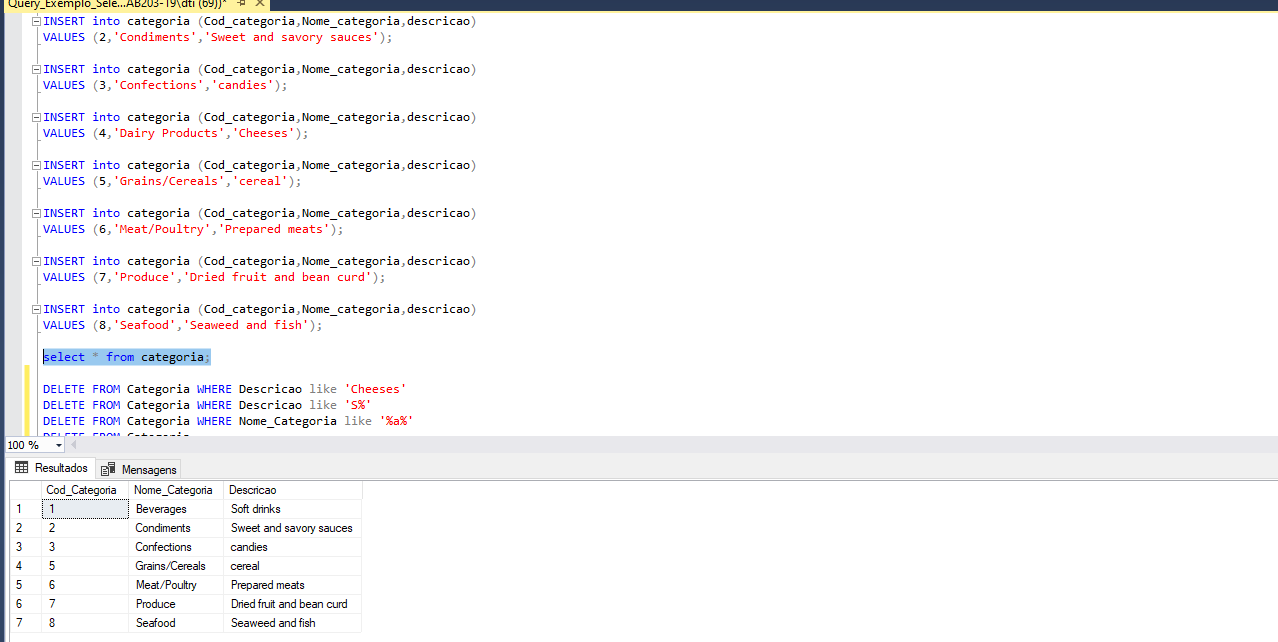 Query_Exemplo_Sele...AB203-19\dti (69))*
INSERT into categoria (Cod_categoria,Nome_categoria,descricao)
VALUES (2,'Condiments','Sweet and savory sauces');
INSERT into categoria (Cod_categoria,Nome_categoria,descricao)
VALUES (3,'Confections','candies');
INSERT into categoria (Cod_categoria,Nome_categoria,descricao)
VALUES (4,'Dairy Products','Cheeses');
INSERT into categoria (Cod_categoria,Nome_categoria,descricao)
VALUES (5,'Grains/Cereals','cereal');
INSERT into categoria (Cod_categoria,Nome_categoria,descricao)
VALUES (6,'Meat/Poultry','Prepared meats');
INSERT into categoria (Cod_categoria,Nome_categoria,descricao)
VALUES (7,'Produce','Dried fruit and bean curd');
INSERT into categoria (Cod_categoria,Nome_categoria,descricao)
VALUES (8,'Seafood','Seaweed and fish');
select * from categoria;
DELETE FROM Categoria WHERE Descricao like 'Cheeses'
DELETE FROM Categoria WHERE Descricao like 'S%'
DELETE FROM Categoria WHERE Nome_Categoria like '%a%'
DELETE FROM Categoria
100 %
Resultados Mensagens
Cod_Categoria Nome_Categoria Descricao
1 1 Beverages Soft drinks
2 2 Condiments Sweet and savory sauces
3 3 Confections candies
4 5 Grains/Cereals cereal
5 6 Meat/Poultry Prepared meats
6 7 Produce Dried fruit and bean curd
7 8 Seafood Seaweed and fish